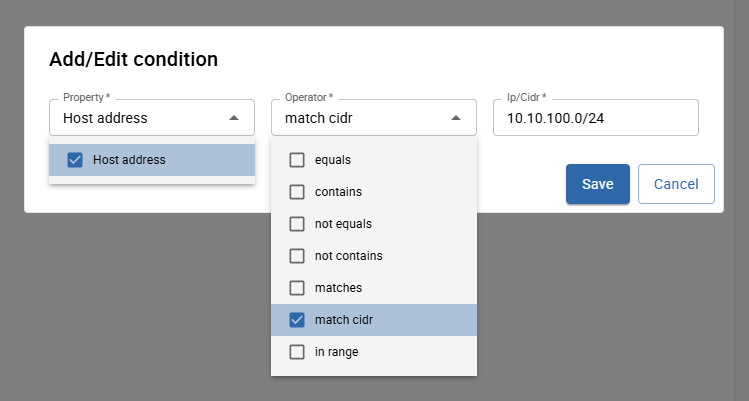 Add/Edit condition
Property *
Operator *
Ip/Cidr *
Host address
match cidr
10.10.100.0/24
Host address
equals
contains
not equals
not contains
matches
match cidr
in range
Save
Cancel